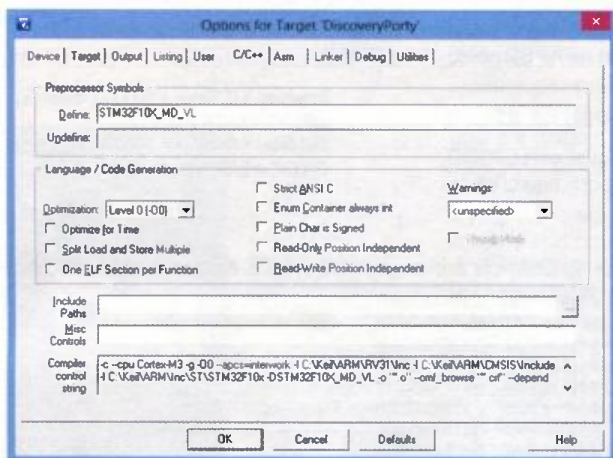 Options for Target 'DiscoveryPorty'
Device Target Output Listing User C/C++ Asm Linker Debug Utilities
Preprocessor Symbols
Define: STM32F10X_MD_VL
Undefine:
Language / Code Generation
Optimization: Level 0 (-O0)
Optimize for Time
Split Load and Store Multiple
One ELF Section per Function
Strict ANSI C
Enum Container always int
Plain Char is Signed
Read-Only Position Independent
Read-Write Position Independent
Warnings:
<unspecified>
Include Paths
Misc Controls
Compiler control string
-c --cpu Cortex-M3 -g -O0 --apcs=interwork -I C:\Keil\ARM\RV31\Inc -I C:\Keil\ARM\CMSIS\Include
-I C:\Keil\ARM\Inc\ST\STM32F10x -DSTM32F10X_MD_VL -o "*.o" --omf_browse "*.crf" --depend
OK Cancel Defaults Help